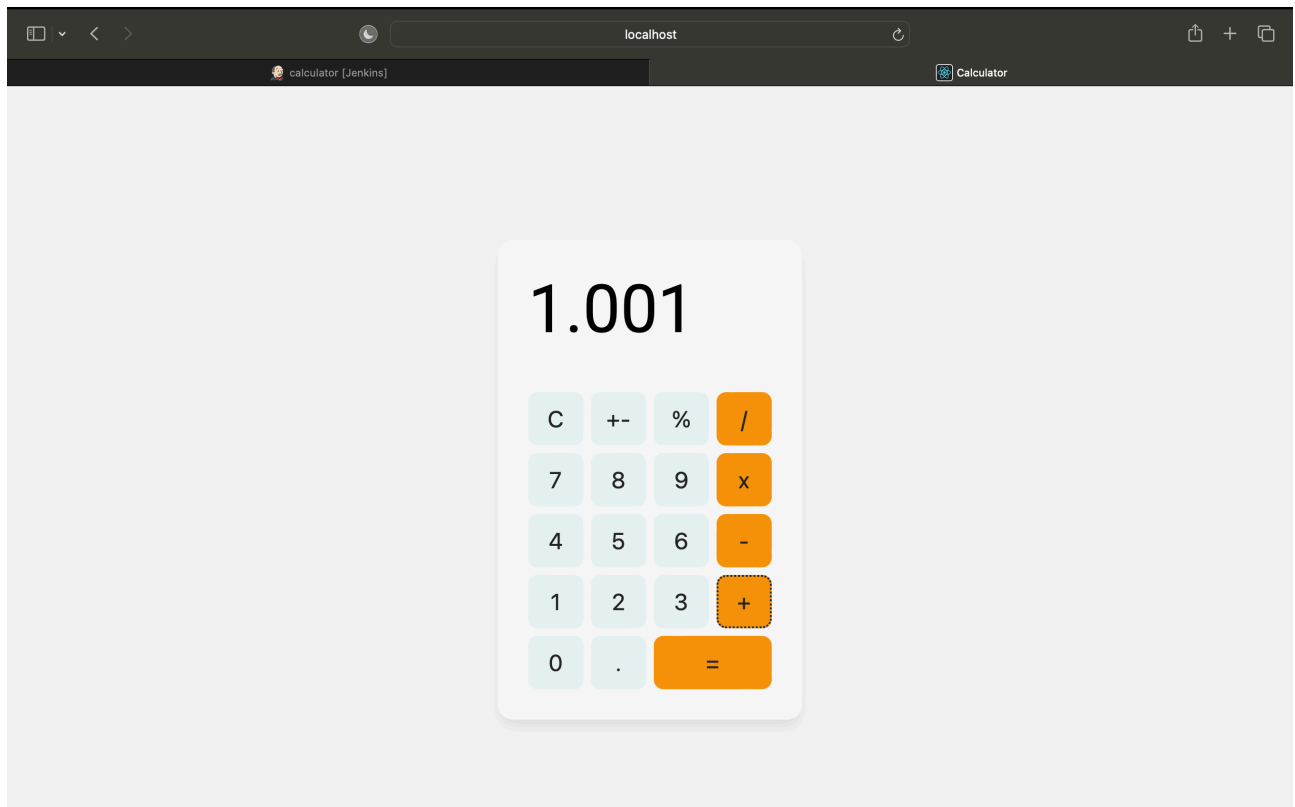 localhost
calculator [Jenkins]
Calculator
1.001
C +- % /
7 8 9 x
4 5 6 -
1 2 3 +
0 . =